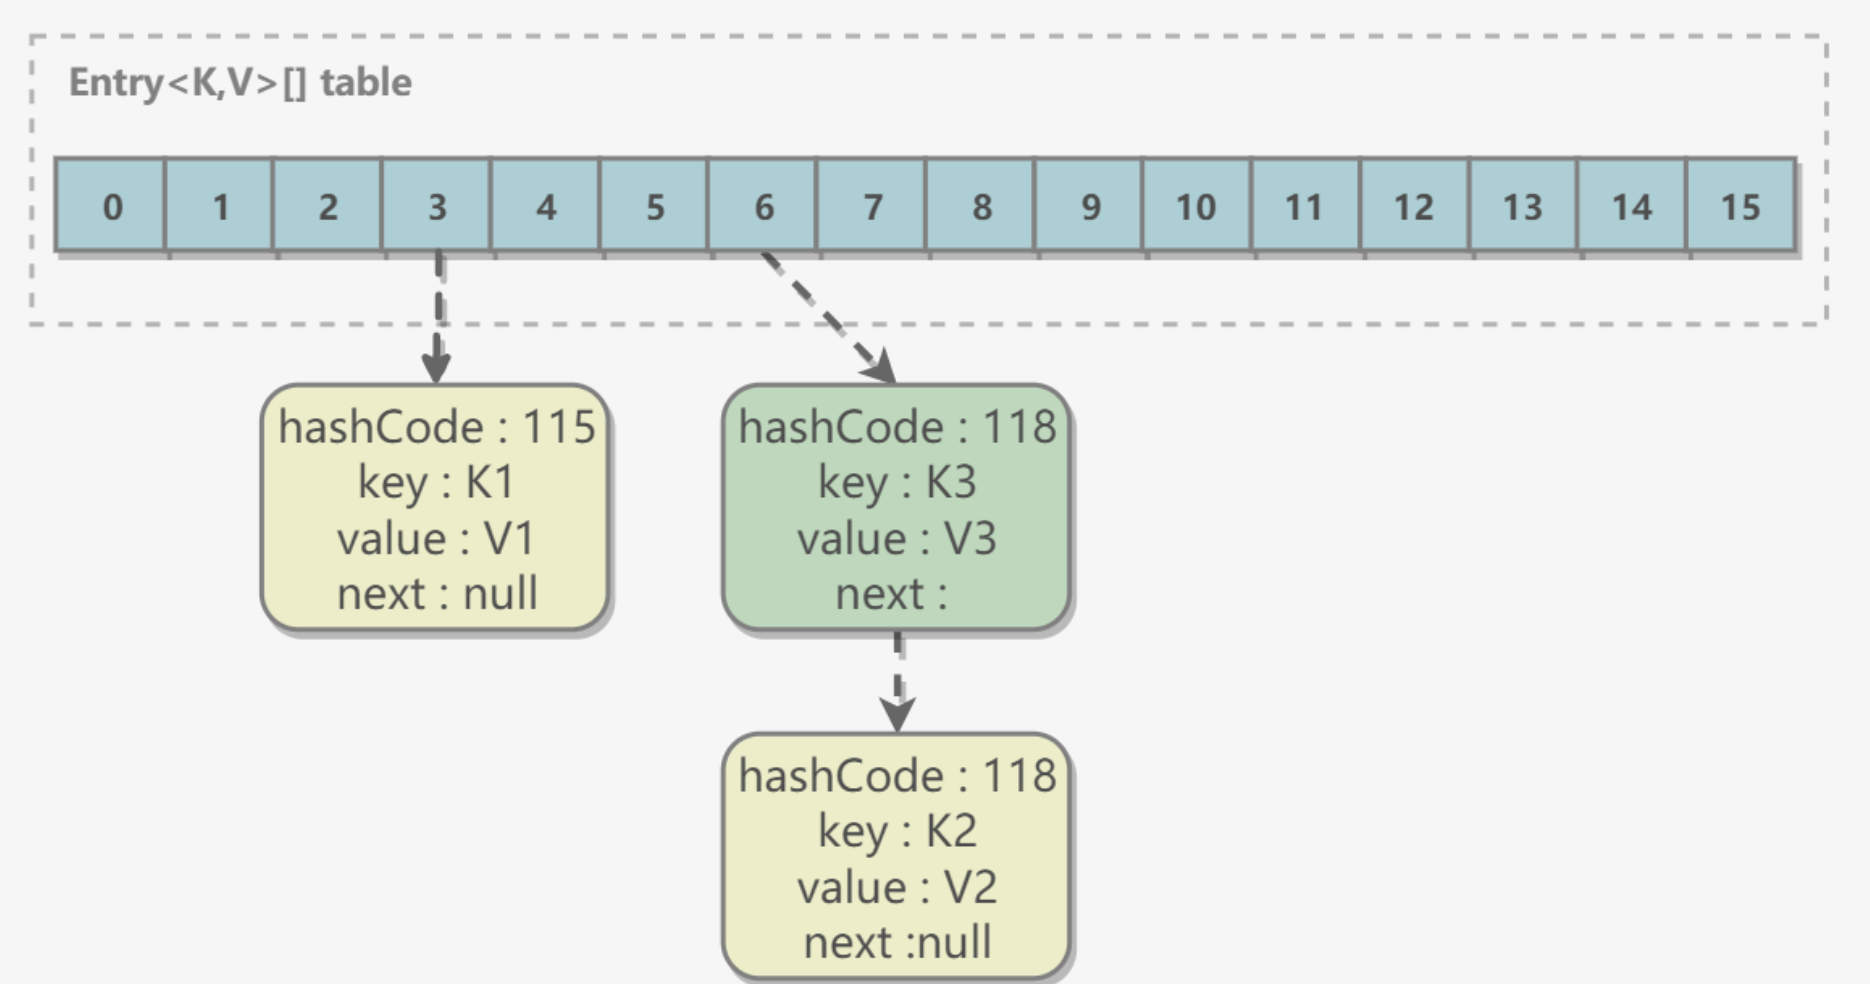 Entry<K,V>[] table
0 1 2 3 4 5 6 7 8 9 10 11 12 13 14 15
hashCode : 115
key : K1
value : V1
next : null
hashCode : 118
key : K3
value : V3
next :
hashCode : 118
key : K2
value : V2
next :null